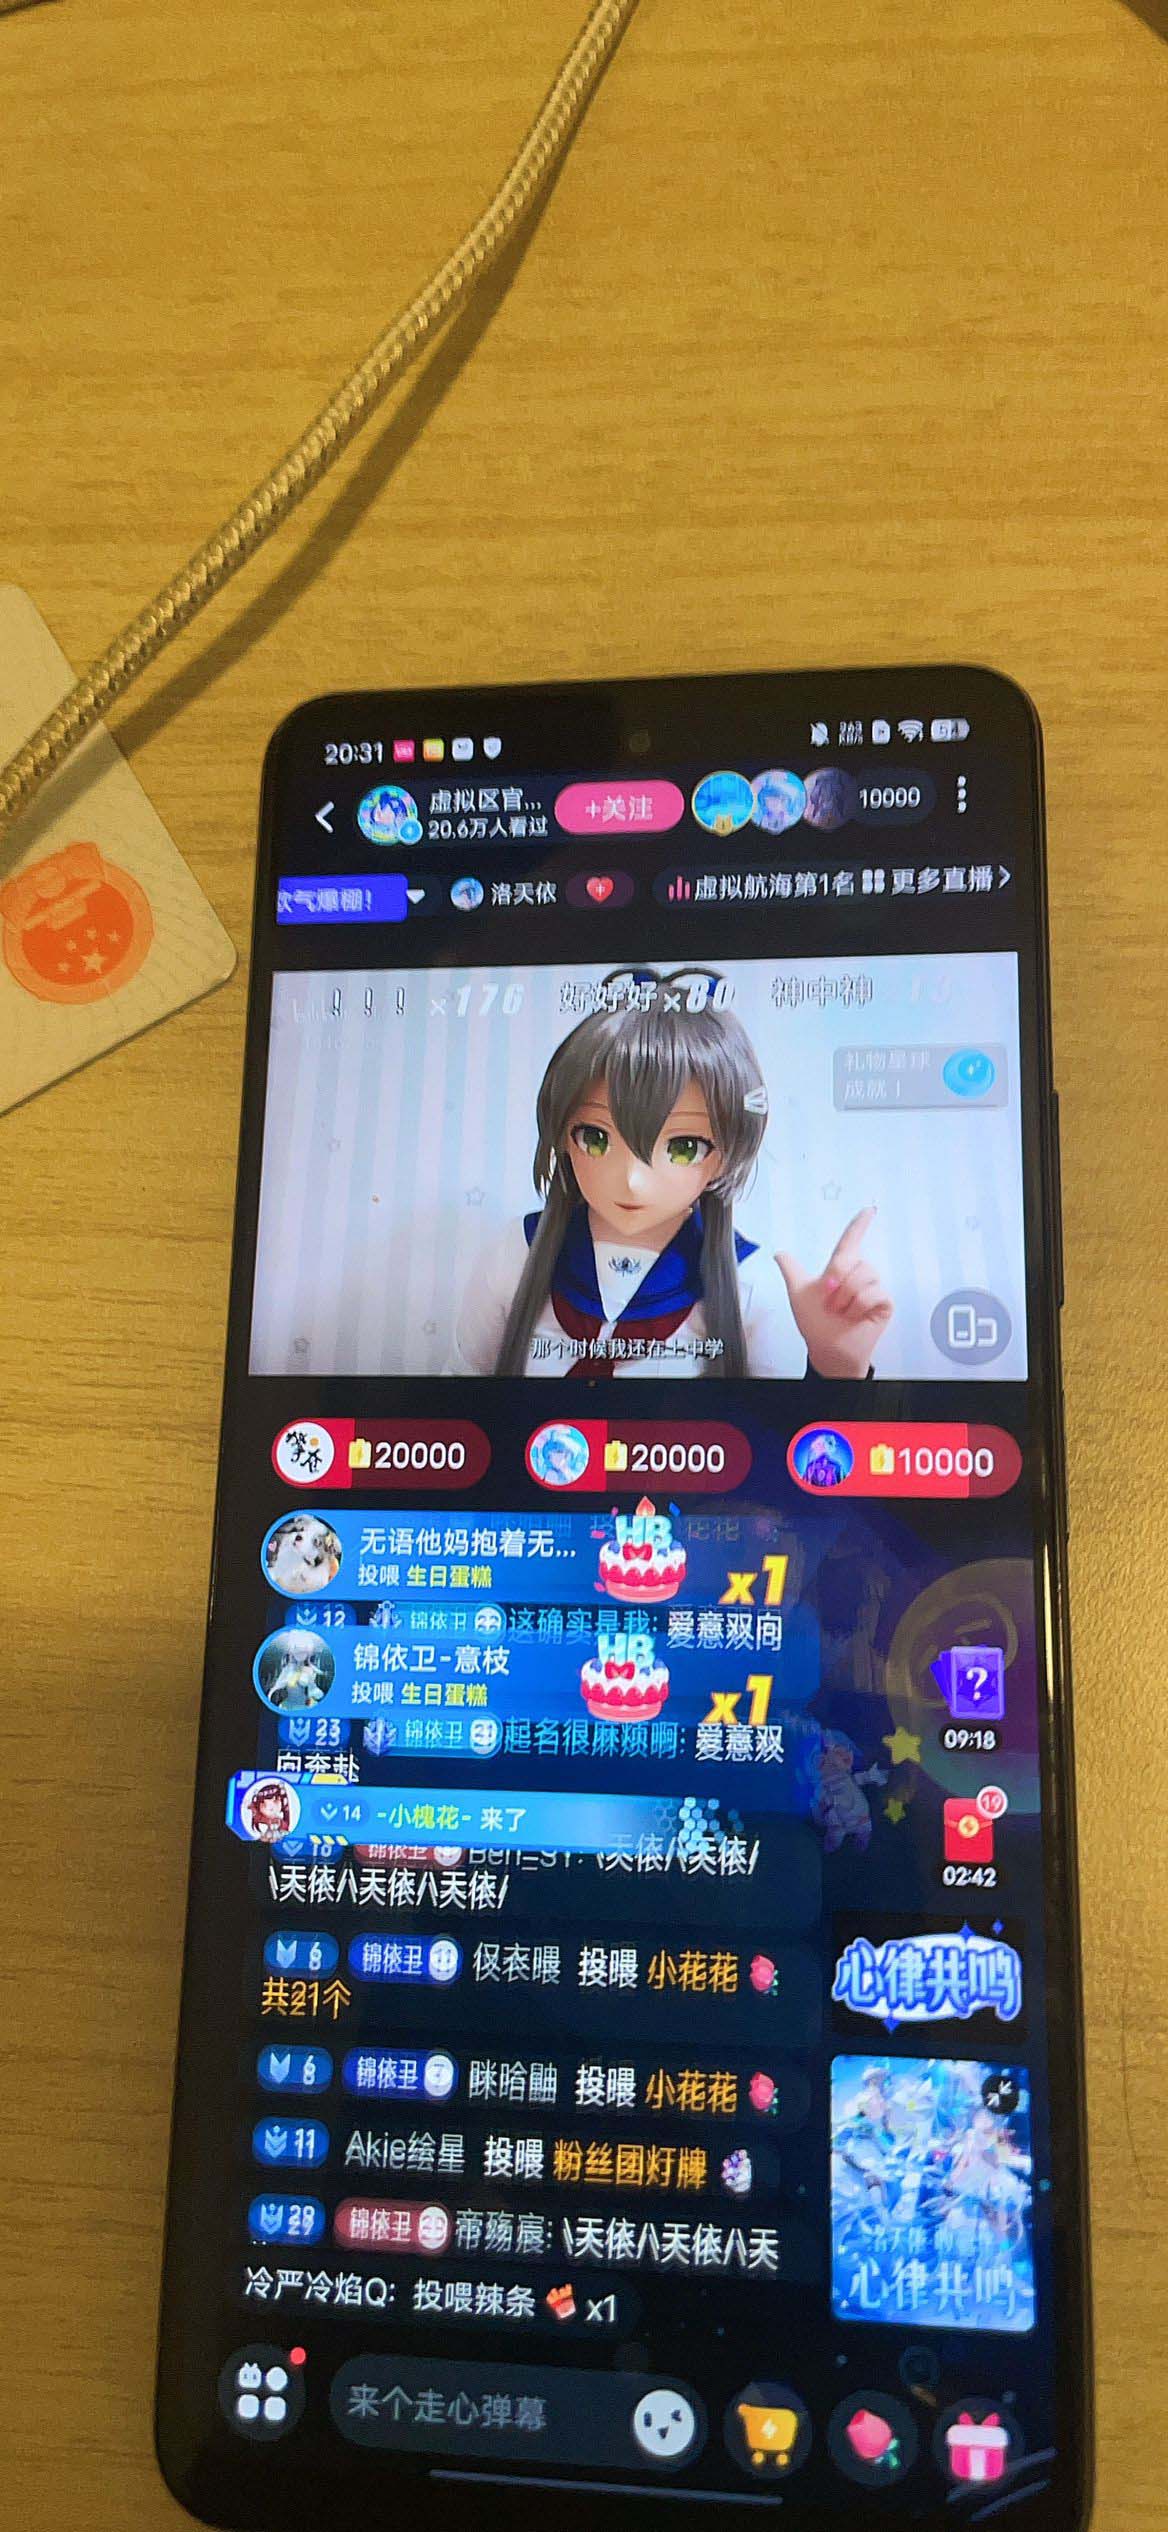 20:31
虚拟区官...
20.6万人看过
+关注
10000
气爆棚!
洛天依
虚拟航海第1名
更多直播>
! ! ! ×176
好好好×80
神中神
礼物星球
成就!
那个时候我还在上中学
20000
20000
10000
无语他妈抱着无...
投喂 生日蛋糕
HB
x1
12 锦依卫 22 这确实是我: 爱意双向
锦依卫-意枝
投喂 生日蛋糕
HB
x1
23 锦依卫 21 起名很麻烦啊: 爱意双
向奔赴
14 -小槐花- 来了
锦依卫 \天依/\天依/
\天依/\天依/\天依/
6 锦依卫 投喂 小花花
共21个
6 锦依卫 7 投喂 小花花
11 Akie绘星 投喂 粉丝团灯牌
锦依卫 帝殇宸: \天依/\天依/\天
冷严冷焰Q: 投喂辣条 x1
?
09:18
19
02:42
心律共鸣
心律共鸣
来个走心弹幕